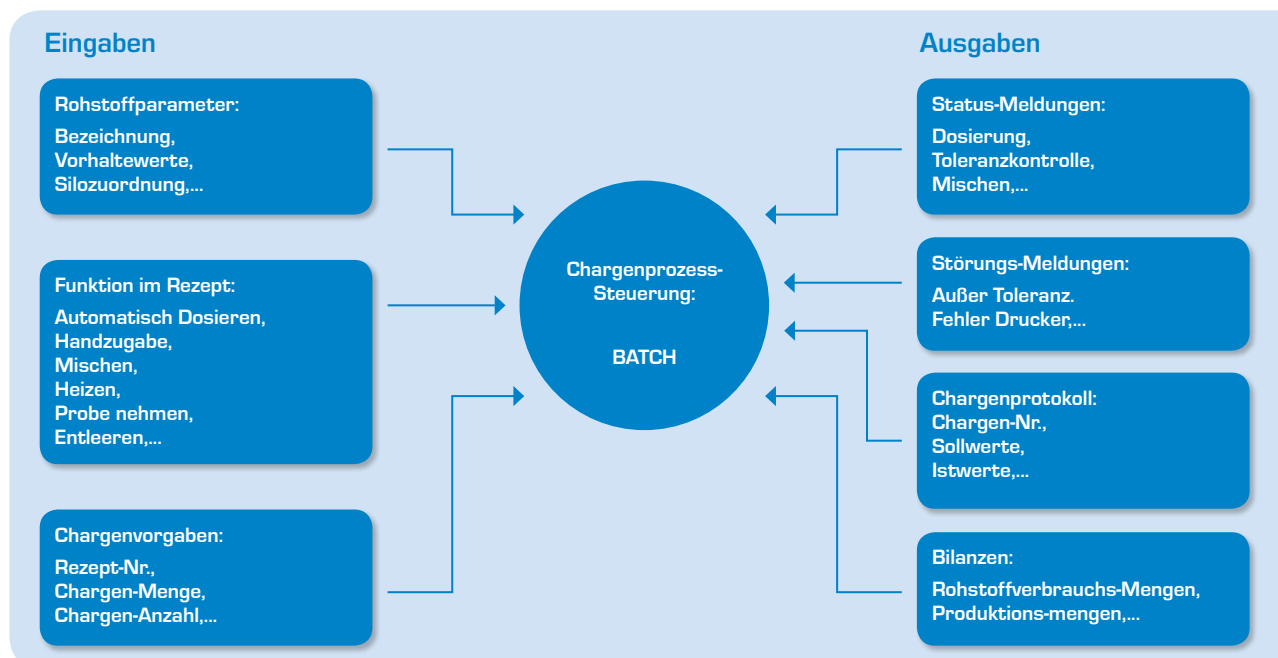 Eingaben
Rohstoffparameter:
Bezeichnung,
Vorhaltewerte,
Silozuordnung,...
Funktion im Rezept:
Automatisch Dosieren,
Handzugabe,
Mischen,
Heizen,
Probe nehmen,
Entleeren,...
Chargenvorgaben:
Rezept-Nr.,
Chargen-Menge,
Chargen-Anzahl,...
Chargenprozess-
Steuerung:
BATCH
Ausgaben
Status-Meldungen:
Dosierung,
Toleranzkontrolle,
Mischen,...
Störungs-Meldungen:
Außer Toleranz.
Fehler Drucker,...
Chargenprotokoll:
Chargen-Nr.,
Sollwerte,
Istwerte,...
Bilanzen:
Rohstoffverbrauchs-Mengen,
Produktions-mengen,...